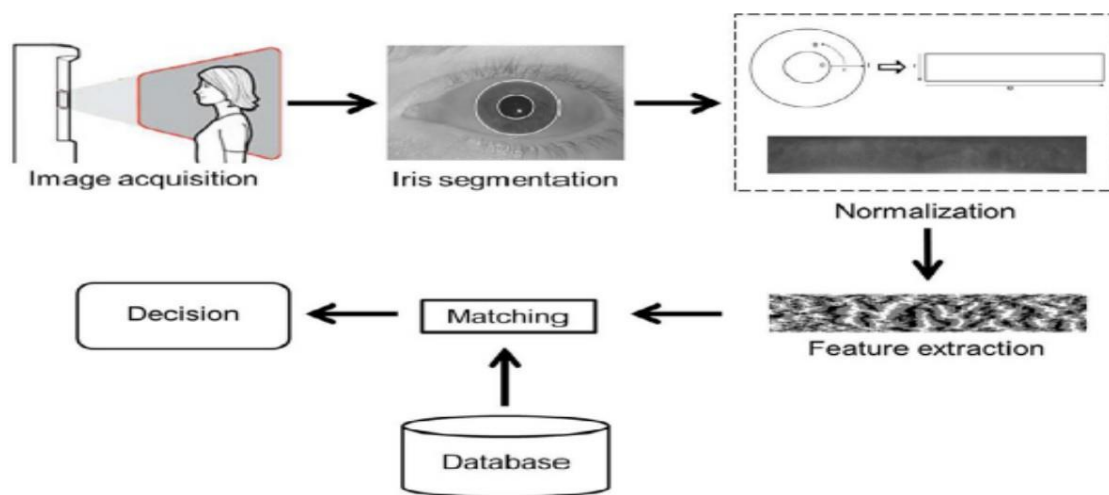 Image acquisition
Iris segmentation
Normalization
Feature extraction
Matching
Decision
Database